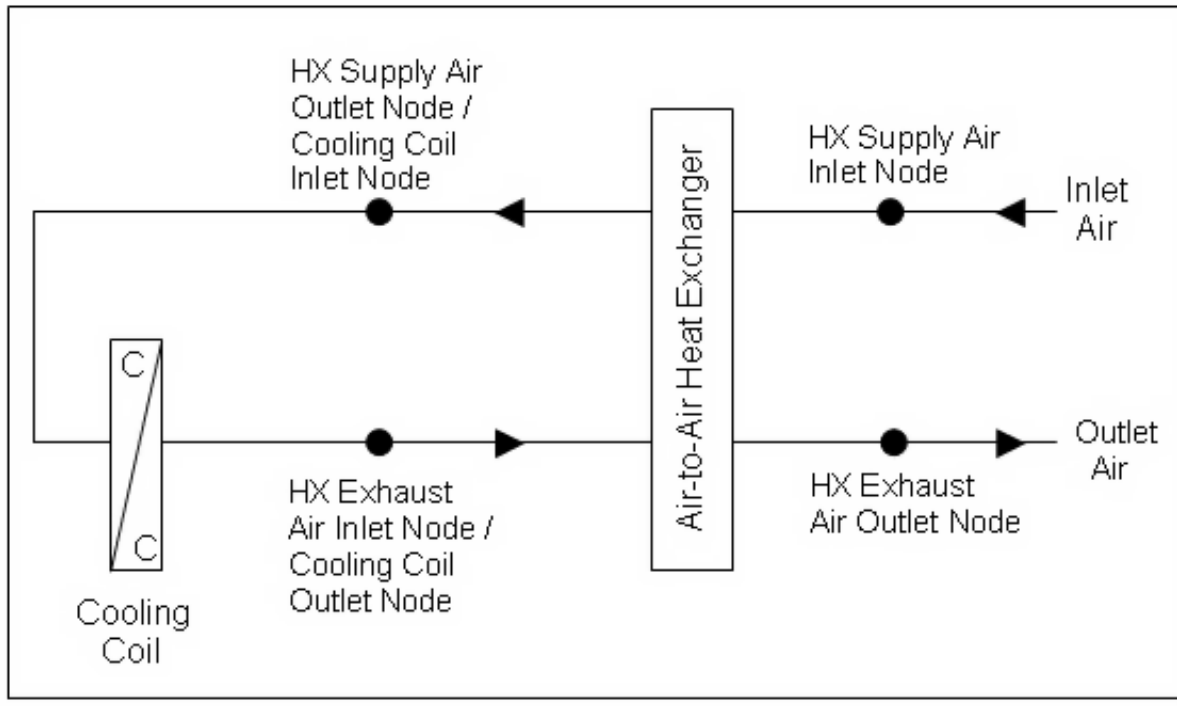 HX Supply Air
Outlet Node /
Cooling Coil
Inlet Node
Air-to-Air Heat Exchanger
HX Supply Air
Inlet Node
Inlet
Air
C
C
Cooling
Coil
HX Exhaust
Air Inlet Node /
Cooling Coil
Outlet Node
HX Exhaust
Air Outlet Node
Outlet
Air